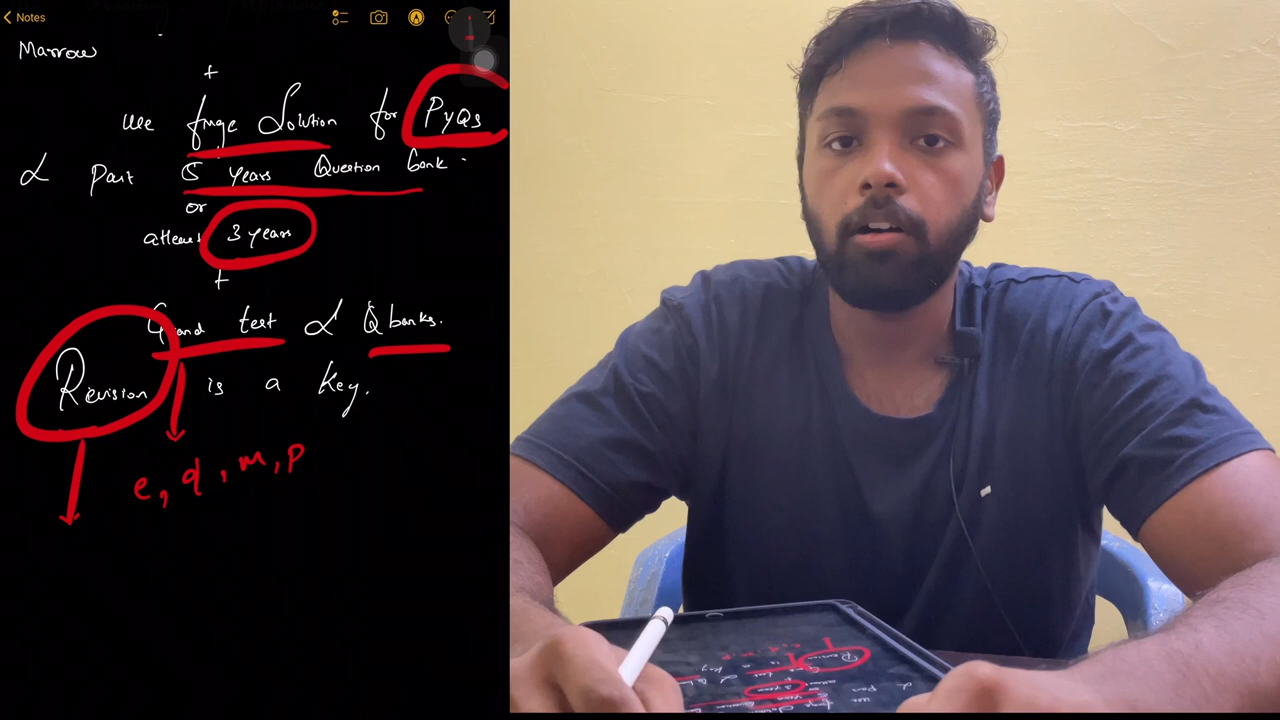 Notes
Marrow
+
use fmge Solution for PYQs
& past 5 years Question bank.
or
atleast 3 years
+
Grand test & Q banks.
Revision is a key.
e, d, m, p